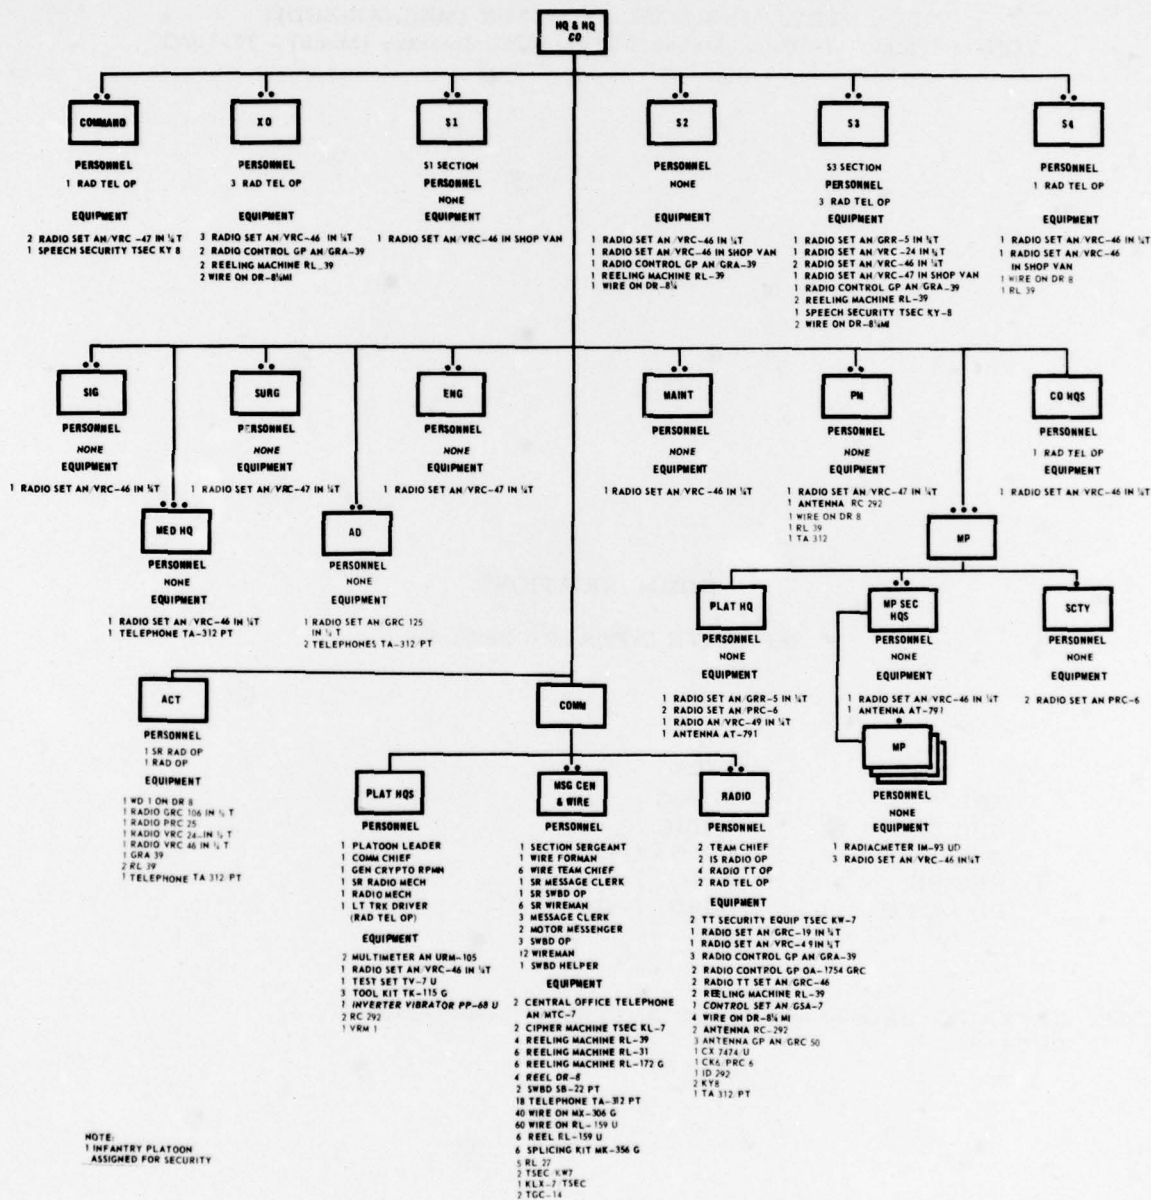 HQ & HQ
CO
COMMAND
PERSONNEL
1 RAD TEL OP
EQUIPMENT
2 RADIO SET AN/VRC -47 IN ¼T
1 SPEECH SECURITY TSEC KY 8
XO
PERSONNEL
3 RAD TEL OP
EQUIPMENT
3 RADIO SET AN/VRC-46 IN ¼T
2 RADIO CONTROL GP AN/GRA-39
2 REELING MACHINE RL-39
2 WIRE ON DR-8¼MI
S1
S1 SECTION
PERSONNEL
NONE
EQUIPMENT
1 RADIO SET AN/VRC-46 IN SHOP VAN
S2
PERSONNEL
NONE
EQUIPMENT
1 RADIO SET AN/VRC-46 IN ¼T
1 RADIO SET AN/VRC-46 IN SHOP VAN
1 RADIO CONTROL GP AN/GRA-39
1 REELING MACHINE RL-39
1 WIRE ON DR-8¼
S3
S3 SECTION
PERSONNEL
3 RAD TEL OP
EQUIPMENT
1 RADIO SET AN/GRR-5 IN ¼T
1 RADIO SET AN/VRC -24 IN ¼T
2 RADIO SET AN/VRC-46 IN ¼T
1 RADIO SET AN/VRC-47 IN SHOP VAN
1 RADIO CONTROL GP AN/GRA-39
2 REELING MACHINE RL-39
1 SPEECH SECURITY TSEC KY-8
2 WIRE ON DR-8¼MI
S4
PERSONNEL
1 RAD TEL OP
EQUIPMENT
1 RADIO SET AN/VRC-46 IN ¼T
1 RADIO SET AN/VRC-46
IN SHOP VAN
1 WIRE ON DR 8
1 RL 39
SIG
PERSONNEL
NONE
EQUIPMENT
1 RADIO SET AN/VRC-46 IN ¼T
SURG
PERSONNEL
NONE
EQUIPMENT
1 RADIO SET AN/VRC-47 IN ¼T
ENG
PERSONNEL
NONE
EQUIPMENT
1 RADIO SET AN/VRC-47 IN ¼T
MAINT
PERSONNEL
NONE
EQUIPMENT
1 RADIO SET AN/VRC -46 IN ¼T
PM
PERSONNEL
NONE
EQUIPMENT
1 RADIO SET AN/VRC-47 IN ¼T
1 ANTENNA RC 292
1 WIRE ON DR 8
1 RL 39
1 TA 312
CO HQS
PERSONNEL
1 RAD TEL OP
EQUIPMENT
1 RADIO SET AN/VRC-46 IN ¼T
MED HQ
PERSONNEL
NONE
EQUIPMENT
1 RADIO SET AN/VRC-46 IN ¼T
1 TELEPHONE TA-312 PT
AD
PERSONNEL
NONE
EQUIPMENT
1 RADIO SET AN GRC 125
IN ¼ T
2 TELEPHONES TA-312/PT
MP
PLAT HQ
PERSONNEL
NONE
EQUIPMENT
1 RADIO SET AN/GRR-5 IN ¼T
2 RADIO SET AN/PRC-6
1 RADIO AN/VRC-49 IN ¼T
1 ANTENNA AT-791
MP SEC
HQS
PERSONNEL
NONE
EQUIPMENT
1 RADIO SET AN/VRC-46 IN ¼T
1 ANTENNA AT-791
MP
PERSONNEL
NONE
EQUIPMENT
1 RADIACMETER IM-93 UD
3 RADIO SET AN/VRC-46 IN¼T
SCTY
PERSONNEL
NONE
EQUIPMENT
2 RADIO SET AN PRC-6
ACT
PERSONNEL
1 SR RAD OP
1 RAD OP
EQUIPMENT
1 WD 1 ON DR 8
1 RADIO GRC 106 IN ¼ T
1 RADIO PRC 25
1 RADIO VRC 24 IN ¼ T
1 RADIO VRC 46 IN ¼ T
1 GRA 39
2 RL 39
1 TELEPHONE TA 312 PT
COMM
PLAT HQS
PERSONNEL
1 PLATOON LEADER
1 COMM CHIEF
1 GEN CRYPTO RPMN
1 SR RADIO MECH
1 RADIO MECH
1 LT TRK DRIVER
(RAD TEL OP)
EQUIPMENT
2 MULTIMETER AN URM-105
1 RADIO SET AN/VRC-46 IN ¼T
1 TEST SET TV-7 U
3 TOOL KIT TK-115 G
1 INVERTER VIBRATOR PP-68 U
2 RC 292
1 VRM 1
MSG CEN
& WIRE
PERSONNEL
1 SECTION SERGEANT
1 WIRE FORMAN
6 WIRE TEAM CHIEF
1 SR MESSAGE CLERK
1 SR SWBD OP
6 SR WIREMAN
3 MESSAGE CLERK
2 MOTOR MESSENGER
3 SWBD OP
12 WIREMAN
1 SWBD HELPER
EQUIPMENT
2 CENTRAL OFFICE TELEPHONE
AN/MTC-7
2 CIPHER MACHINE TSEC KL-7
4 REELING MACHINE RL-39
6 REELING MACHINE RL-31
6 REELING MACHINE RL-172 G
4 REEL DR-8
2 SWBD SB-22 PT
18 TELEPHONE TA-312 PT
40 WIRE ON MX-306 G
60 WIRE ON RL-159 U
6 REEL RL-159 U
6 SPLICING KIT MK-356 G
5 RL 27
2 TSEC KW7
1 KLX-7 TSEC
2 TGC-14
RADIO
PERSONNEL
2 TEAM CHIEF
2 IS RADIO OP
4 RADIO TT OP
2 RAD TEL OP
EQUIPMENT
2 TT SECURITY EQUIP TSEC KW-7
1 RADIO SET AN/GRC-19 IN ¼T
1 RADIO SET AN/VRC-49IN ¼T
3 RADIO CONTROL GP AN/GRA-39
2 RADIO CONTROL GP OA-1754 GRC
2 RADIO TT SET AN/GRC-46
2 REELING MACHINE RL-39
1 CONTROL SET AN/GSA-7
4 WIRE ON DR-8¼ MI
2 ANTENNA RC-292
3 ANTENNA GP AN GRC 50
1 CX 7474 U
1 CK6/PRC 6
1 ID 292
2 KY8
1 TA 312 PT
NOTE:
1 INFANTRY PLATOON
ASSIGNED FOR SECURITY